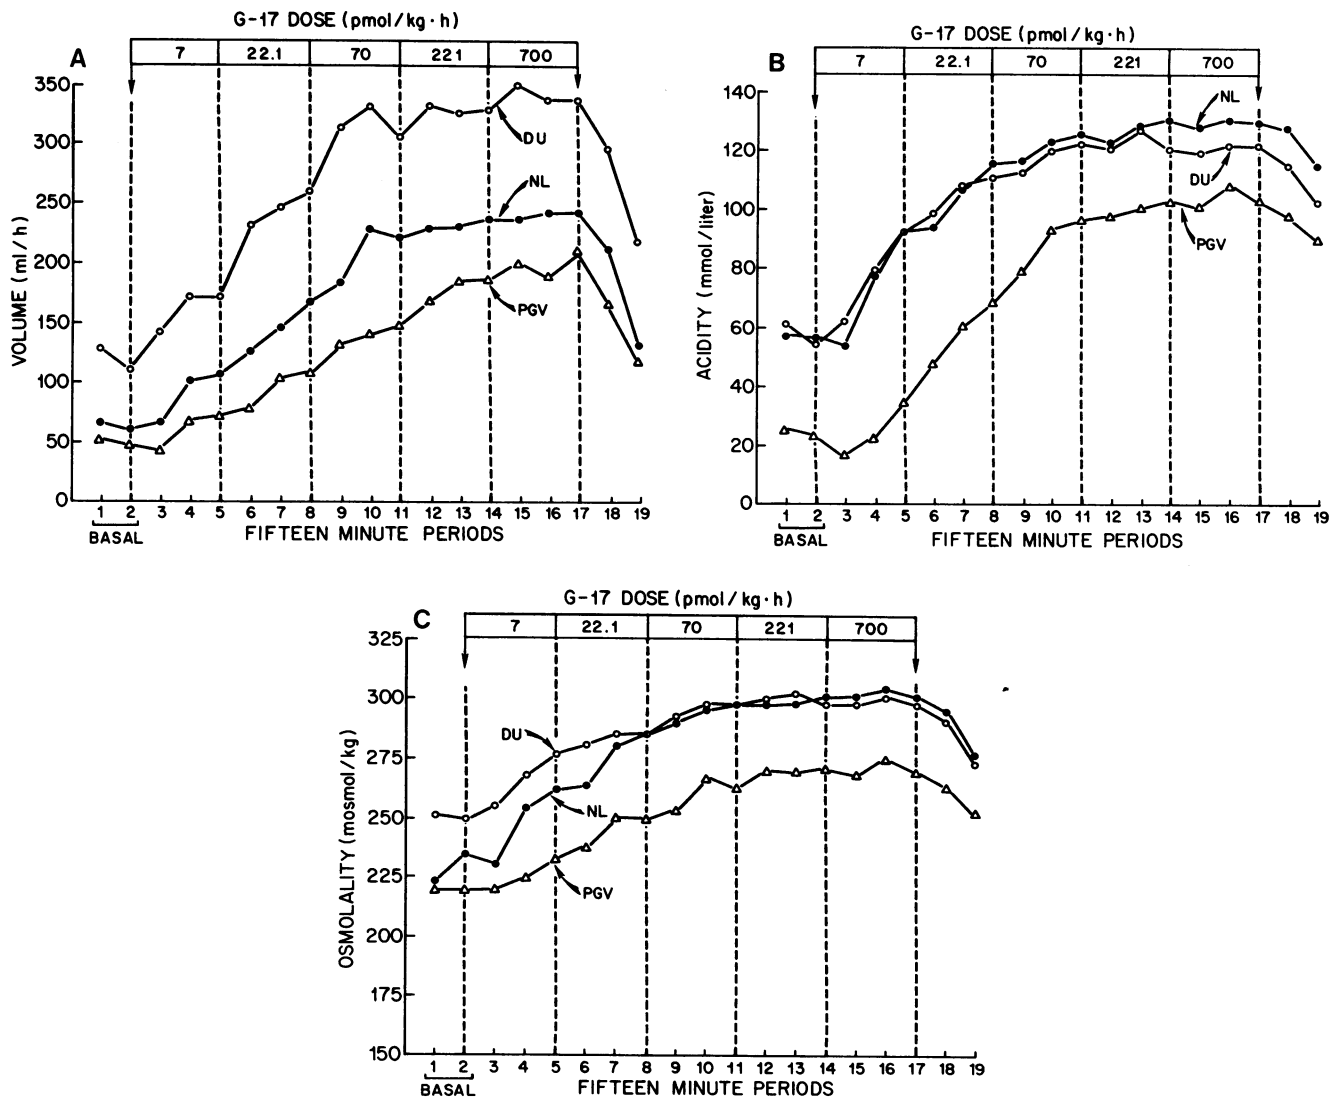 G-17 DOSE (pmol/kg·h)
A
7 22.1 70 221 700
350
300
250
200
150
100
50
0
VOLUME (ml/h)
DU
NL
PGV
1 2 3 4 5 6 7 8 9 10 11 12 13 14 15 16 17 18 19
BASAL
FIFTEEN MINUTE PERIODS
G-17 DOSE (pmol/kg·h)
B
7 22.1 70 221 700
140
120
100
80
60
40
20
0
ACIDITY (mmol/liter)
NL
DU
PGV
1 2 3 4 5 6 7 8 9 10 11 12 13 14 15 16 17 18 19
BASAL
FIFTEEN MINUTE PERIODS
G-17 DOSE (pmol/kg·h)
C
7 22.1 70 221 700
325
300
275
250
225
200
175
150
OSMOLALITY (mosmol/kg)
DU
NL
PGV
1 2 3 4 5 6 7 8 9 10 11 12 13 14 15 16 17 18 19
BASAL
FIFTEEN MINUTE PERIODS